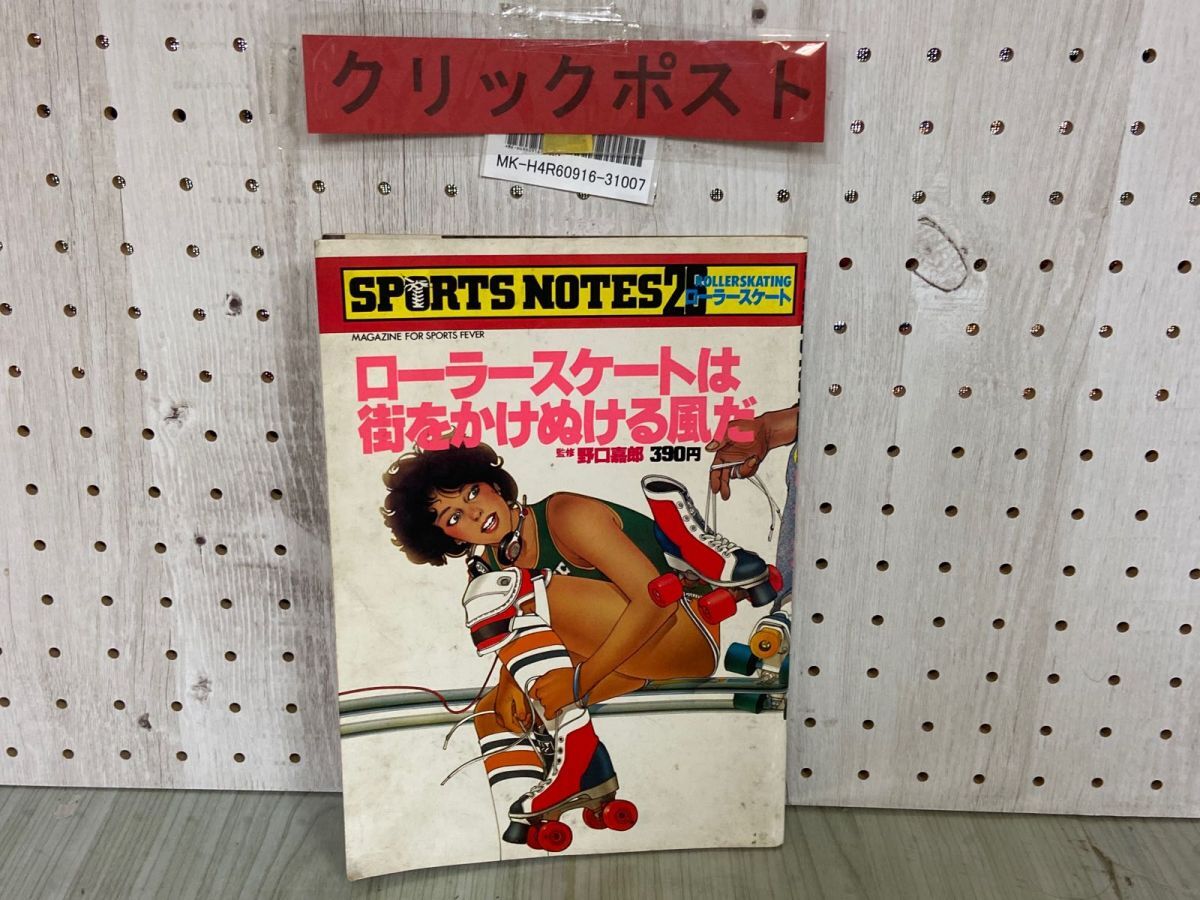 クリックポスト
MK-H4R60916-31007
SPORTS NOTES 26
ROLLERSKATING
ローラースケート
MAGAZINE FOR SPORTS FEVER
ローラースケートは
街をかけぬける風だ
監修 野口嘉郎 390円